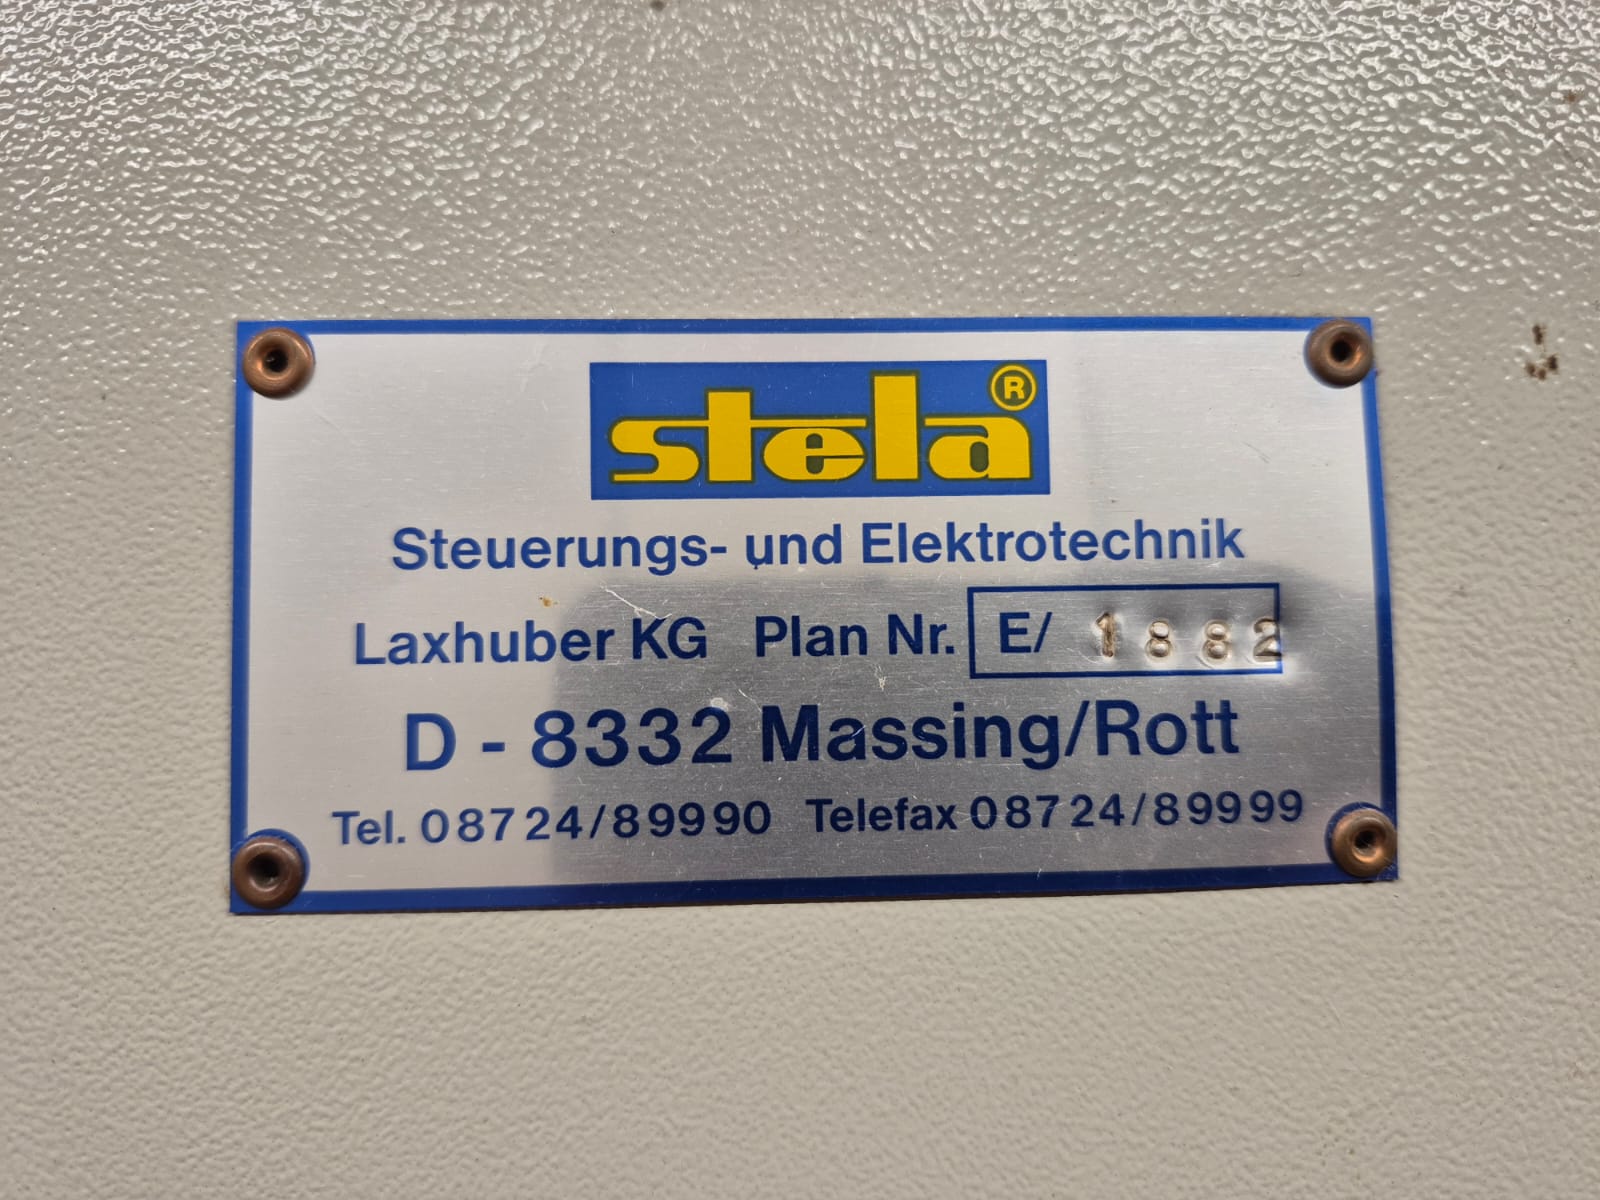 stela®
Steuerungs- und Elektrotechnik
Laxhuber KG Plan Nr. E/ 1882
D - 8332 Massing/Rott
Tel. 08724/89990 Telefax 08724/89999